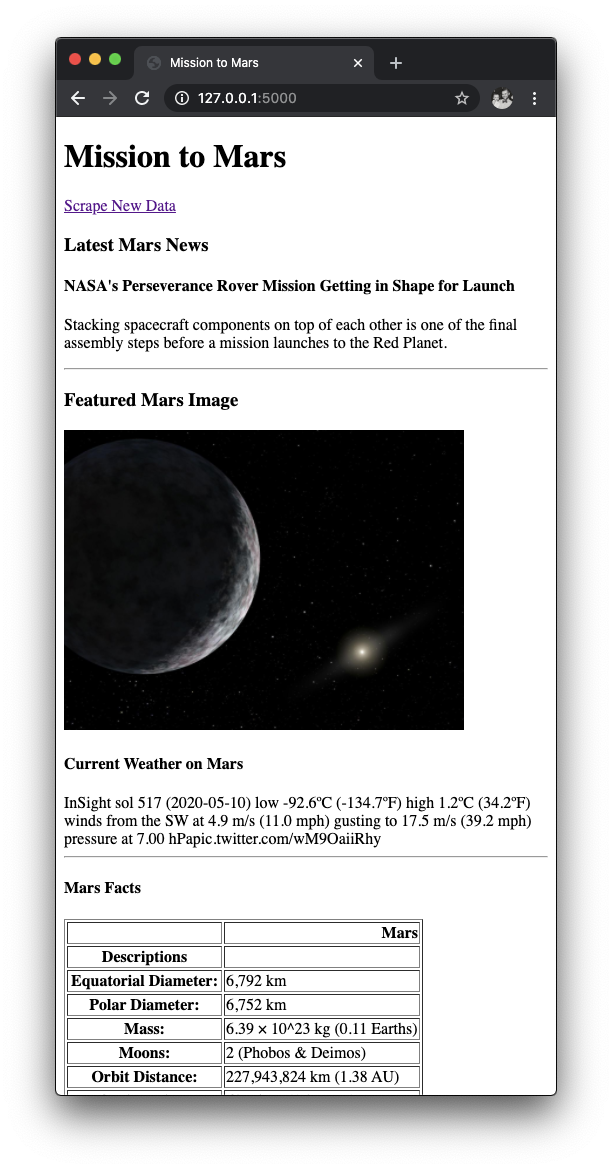 Mission to Mars
127.0.0.1:5000
Mission to Mars
Scrape New Data
Latest Mars News
NASA's Perseverance Rover Mission Getting in Shape for Launch
Stacking spacecraft components on top of each other is one of the final
assembly steps before a mission launches to the Red Planet.
Featured Mars Image
Current Weather on Mars
InSight sol 517 (2020-05-10) low -92.6ºC (-134.7ºF) high 1.2ºC (34.2ºF)
winds from the SW at 4.9 m/s (11.0 mph) gusting to 17.5 m/s (39.2 mph)
pressure at 7.00 hPapic.twitter.com/wM9OaiiRhy
Mars Facts
Mars
Descriptions
Equatorial Diameter: 6,792 km
Polar Diameter: 6,752 km
Mass: 6.39 × 10^23 kg (0.11 Earths)
Moons: 2 (Phobos & Deimos)
Orbit Distance: 227,943,824 km (1.38 AU)